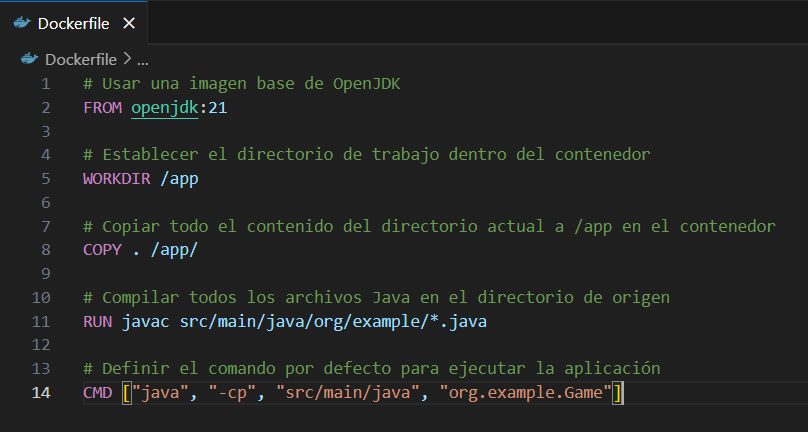 Dockerfile ×
Dockerfile > ...
1 # Usar una imagen base de OpenJDK
2 FROM openjdk:21
3
4 # Establecer el directorio de trabajo dentro del contenedor
5 WORKDIR /app
6
7 # Copiar todo el contenido del directorio actual a /app en el contenedor
8 COPY . /app/
9
10 # Compilar todos los archivos Java en el directorio de origen
11 RUN javac src/main/java/org/example/*.java
12
13 # Definir el comando por defecto para ejecutar la aplicación
14 CMD ["java", "-cp", "src/main/java", "org.example.Game"]